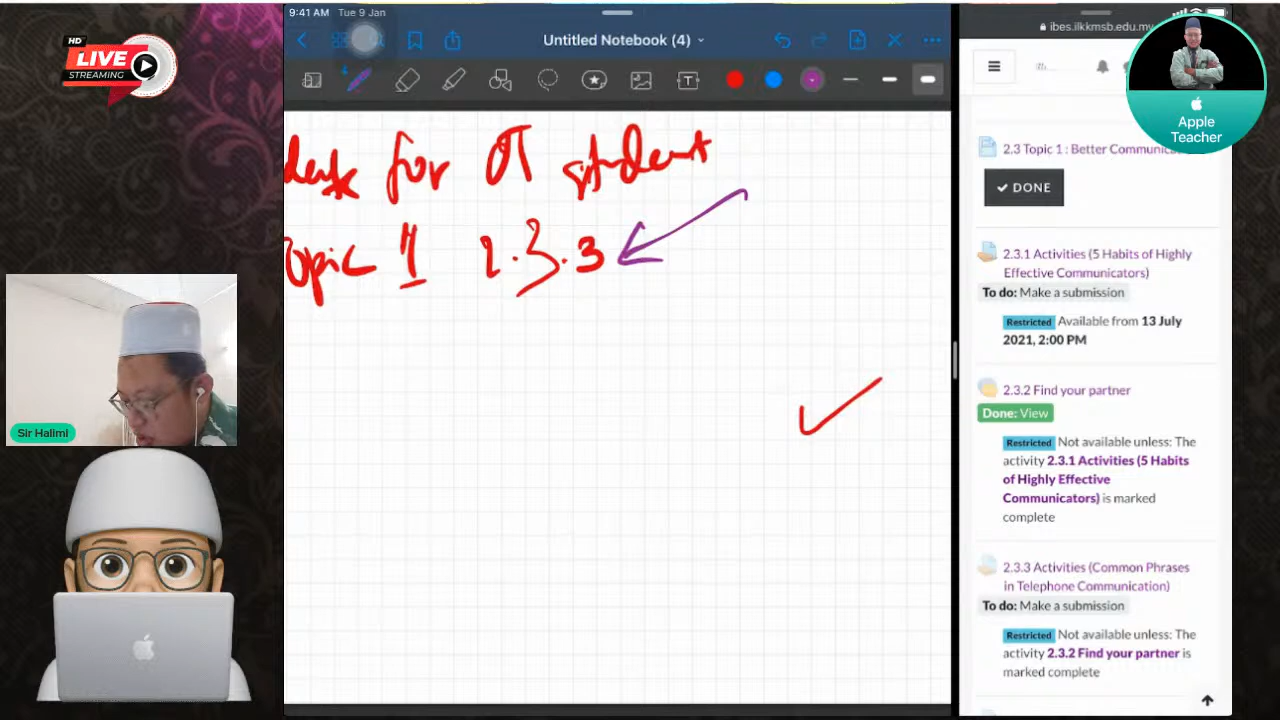 9:41 AM Tue 9 Jan
Untitled Notebook (4)
HD
LIVE
STREAMING
T
for OT student
Topic 1 2.3.3
Sir Halimi
ibes.ilkkmsb.edu.my
Apple
Teacher
2.3 Topic 1 : Better
DONE
2.3.1 Activities (5 Habits of Highly
Effective Communicators)
To do: Make a submission
Restricted Available from 13 July
2021, 2:00 PM
2.3.2 Find your partner
Done: View
Restricted Not available unless: The
activity 2.3.1 Activities (5 Habits
of Highly Effective
Communicators) is marked
complete
2.3.3 Activities (Common Phrases
in Telephone Communication)
To do: Make a submission
Restricted Not available unless: The
activity 2.3.2 Find your partner is
marked complete